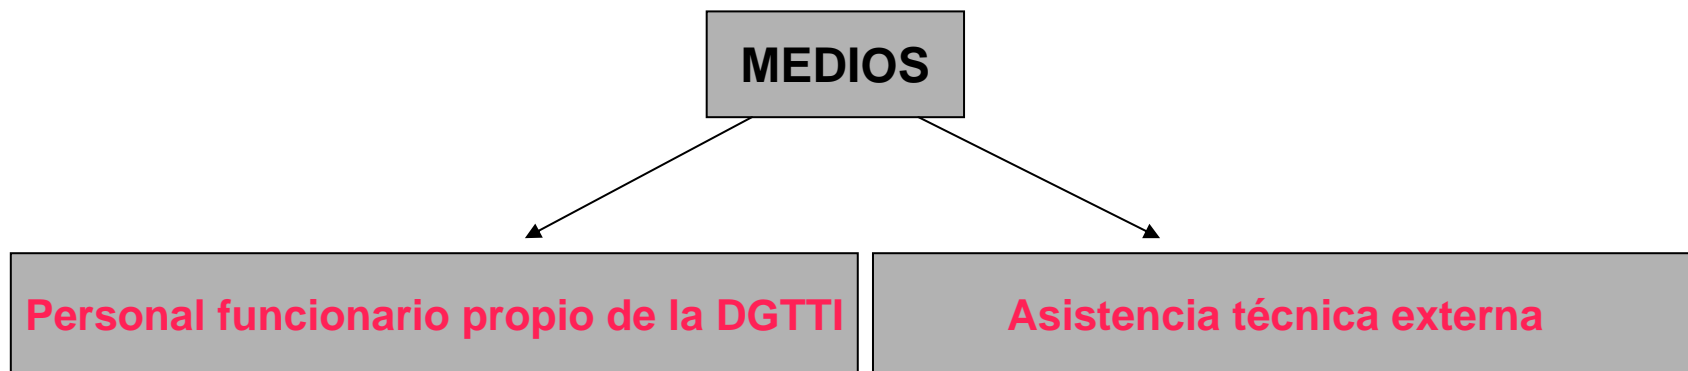 MEDIOS
Personal funcionario propio de la DGTTI
Asistencia técnica externa